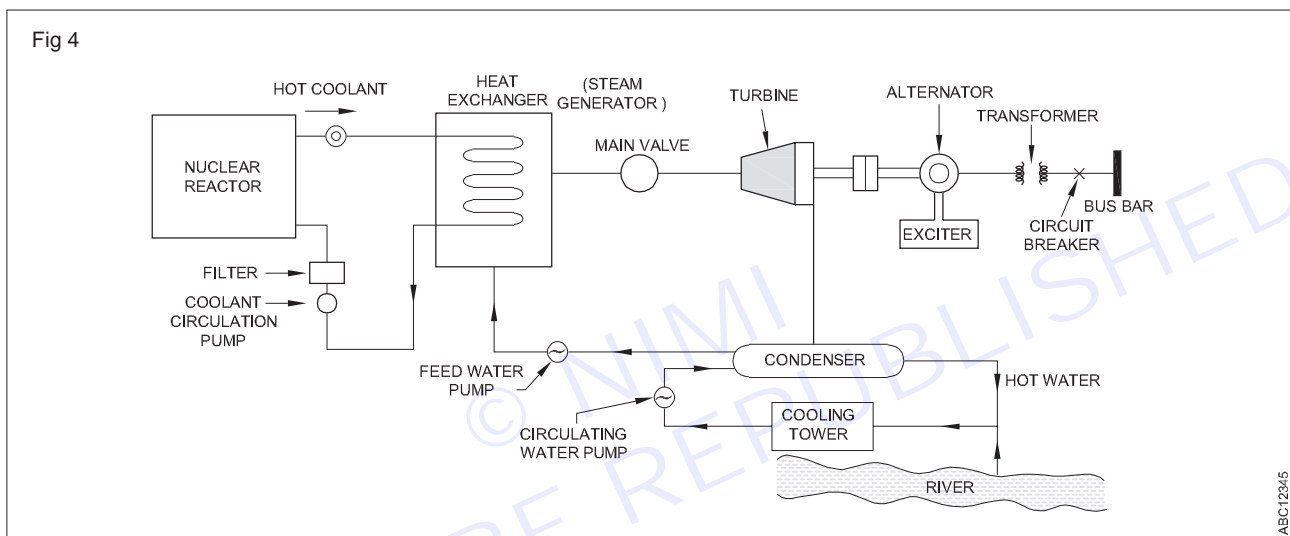 Fig 4
HOT COOLANT
HEAT
EXCHANGER
(STEAM
GENERATOR )
TURBINE
ALTERNATOR
TRANSFORMER
NUCLEAR
REACTOR
MAIN VALVE
BUS BAR
CIRCUIT
BREAKER
EXCITER
FILTER
COOLANT
CIRCULATION
PUMP
FEED WATER
PUMP
CONDENSER
HOT WATER
CIRCULATING
WATER PUMP
COOLING
TOWER
RIVER
ABC12345
© NIMI
BE REPUBLISHED